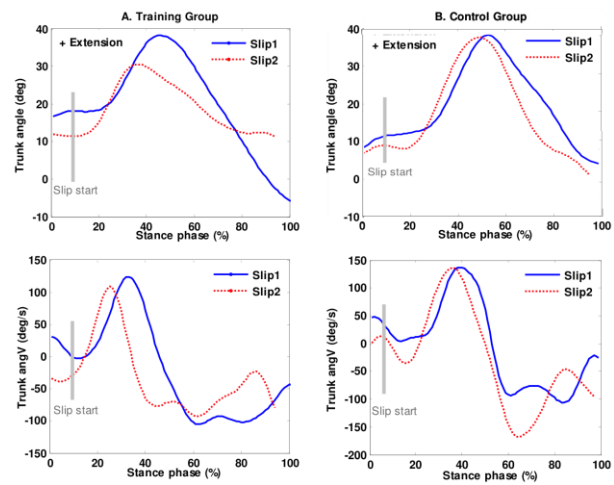 A. Training Group
B. Control Group
Trunk angle (deg)
40
30
20
10
0
-10
+ Extension
Slip1
Slip2
Slip start
0
20
40
60
80
100
Stance phase (%)
Trunk angle (deg)
40
30
20
10
0
-10
+ Extension
Slip1
Slip2
Slip start
0
20
40
60
80
100
Stance phase (%)
Trunk angV (deg/s)
150
100
50
0
-50
-100
-150
Slip1
Slip2
Slip start
0
20
40
60
80
100
Stance phase (%)
Trunk angV (deg/s)
150
100
50
0
-50
-100
-150
-200
Slip1
Slip2
Slip start
0
20
40
60
80
100
Stance phase (%)